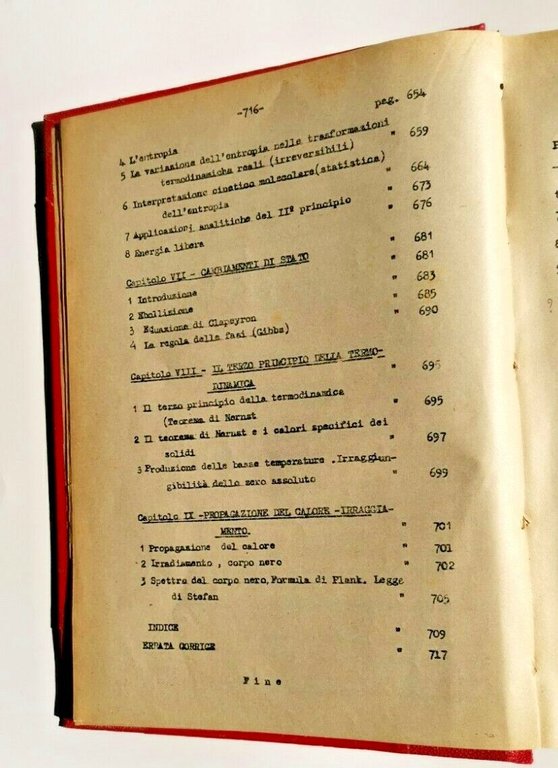 -716-
pag. 654
4 L'entropia
5 La variazione dell'entropia nelle trasformazioni
termodinamiche reali (irreversibili) " 659
6 Interpretazione cinetico molecolare(statistica)
dell'entropia " 664
7 Applicazioni analitiche del IIº principio " 673
8 Energia libera " 676
Capitolo VII - CAMBIAMENTI DI STATO " 681
1 Introduzione " 681
2 Ebollizione " 683
3 Equazione di Clapeyron " 685
4 La regola delle fasi (Gibbs) " 690
Capitolo VIII - IL TERZO PRINCIPIO DELLA TERMO-
DINAMICA " 695
1 Il terzo principio della termodinamica
(Teorema di Nernst " 695
2 Il teorema di Nernst e i calori specifici dei
solidi " 697
3 Produzione delle basse temperature .Irraggiun-
gibilità dello zero assoluto " 699
Capitolo IX -PROPAGAZIONE DEL CALORE -IRRAGGIA-
MENTO. " 701
1 Propagazione del calore " 701
2 Irradiamento , corpo nero " 702
3 Spettro del corpo nero,Formula di Plank. Legge
di Stefan " 705
INDICE " 709
ERRATA CORRIGE " 717
Fine